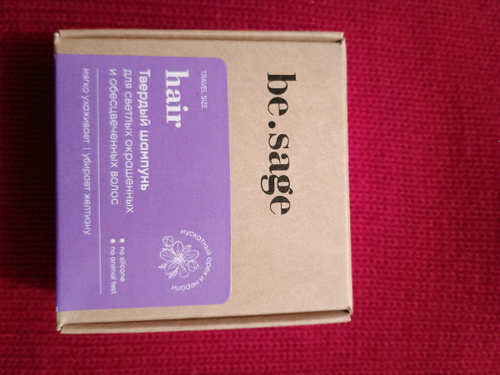 be.sage
TRAVEL SIZE
hair
Твердый шампунь
для светлых окрашенных
и обесцвеченных волос
мягко ухаживает | убирает желтизну
мускатный орех и нероли
• no silicone
• no animal test